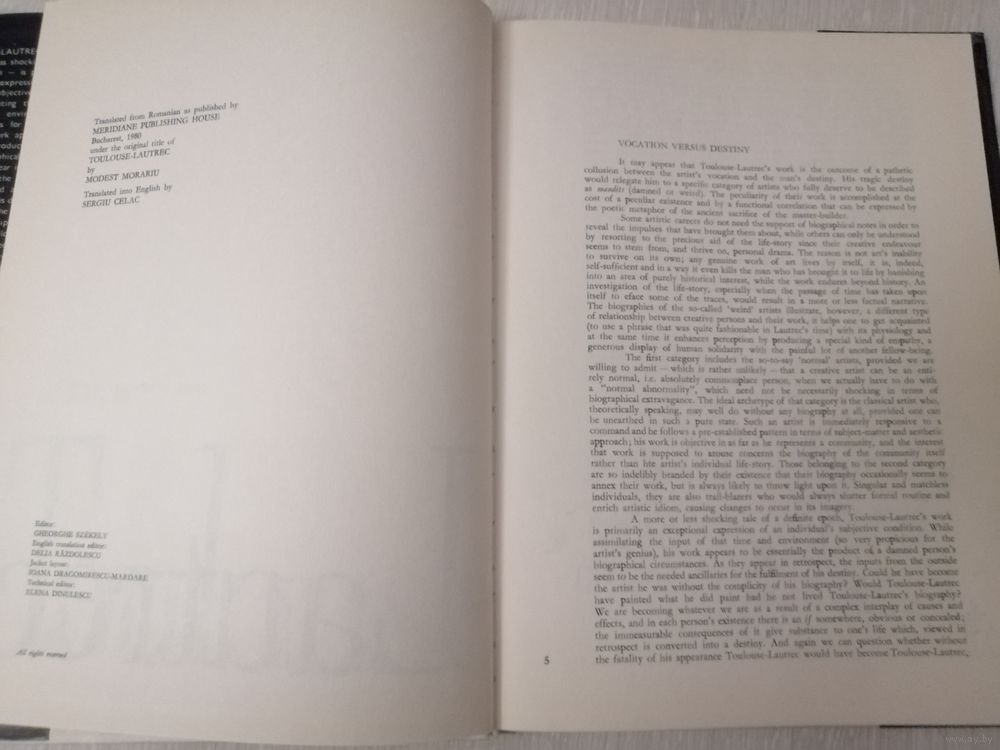 LAUTRE
Translated from Romanian as published by
MERIDIANE PUBLISHING HOUSE
Bucharest, 1980
under the original title of
TOULOUSE-LAUTREC
by
MODEST MORARIU
Translated into English by
SERGIU CELAC
Editor:
GHEORGHE SZÉKELY
English translation editor:
DELIA RĂZDOLESCU
Jacket layout:
IOANA DRAGOMIRESCU-MARDARE
Technical editor:
ELENA DINULESCU
All rights reserved
VOCATION VERSUS DESTINY
It may appear that Toulouse-Lautrec's work is the outcome of a pathetic
collusion between the artist's vocation and the man's destiny. His tragic destiny
would relegate him to a specific category of artists who fully deserve to be described
as maudits (damned or weird). The peculiarity of their work is accomplished at the
cost of a peculiar existence and by a functional correlation that can be expressed by
the poetic metaphor of the ancient sacrifice of the master-builder.
Some artistic careers do not need the support of biographical notes in order to
reveal the impulses that have brought them about, while others can only be understood
by resorting to the precious aid of the life-story since their creative endeavour
seems to stem from, and thrive on, personal drama. The reason is not art's inability
to survive on its own; any genuine work of art lives by itself, it is, indeed,
self-sufficient and in a way it even kills the man who has brought it to life by banishing
into an area of purely historical interest, while the work endures beyond history. An
investigation of the life-story, especially when the passage of time has taken upon
itself to eface some of the traces, would result in a more or less factual narrative.
The biographies of the so-called 'weird' artists illustrate, however, a different type
of relationship between creative persons and their work, it helps one to get acquainted
(to use a phrase that was quite fashionable in Lautrec's time) with its physiology and
at the same time it enhances perception by producing a special kind of empathy, a
generous display of human solidarity with the painful lot of another fellow-being.
The first category includes the so-to-say 'normal' artists, provided we are
willing to admit — which is rather unlikely — that a creative artist can be an enti-
rely normal, i.e. absolutely commonplace person, when we actually have to do with
a "normal abnormality", which need not be necessarily shocking in terms of
biographical extravagance. The ideal archetype of that category is the classical artist who,
theoretically speaking, may well do without any biography at all, provided one can
be unearthed in such a pure state. Such an artist is immediately responsive to a
command and he follows a pre-established pattern in terms of subject-matter and aesthetic
approach; his work is objective in as far as he represents a community, and the interest
that work is supposed to arouse concerns the biography of the community itself
rather than hte artist's individual life-story. Those belonging to the second category
are so indelibly branded by their existence that their biography occasionally seems to
annex their work, but is always likely to throw light upon it. Singular and matchless
individuals, they are also trail-blazers who would always shatter formal routine and
enrich artistic idiom, causing changes to occur in its imagery.
A more or less shocking tale of a definite epoch, Toulouse-Lautrec's work
is primarily an exceptional expression of an individual's subjective condition. While
assimilating the input of that time and environment (so very propicious for the
artist's genius), his work appears to be essentially the product of a damned person's
biographical circumstances. As they appear in retrospect, the inputs from the outside
seem to be the needed ancillaries for the fulfilment of his destiny. Could he have become
the artist he was without the complicity of his biography? Would Toulouse-Lautrec
have painted what he did paint had he not lived Toulouse-Lautrec's biography?
We are becoming whatever we are as a result of a complex interplay of causes and
effects, and in each person's existence there is an if somewhere, obvious or concealed;
the immeasurable consequences of it give substance to one's life which, viewed in
retrospect is converted into a destiny. And again we can question whether without
the fatality of his appearance Toulouse-Lautrec would have become Toulouse-Lautrec,
5
www.ay.by